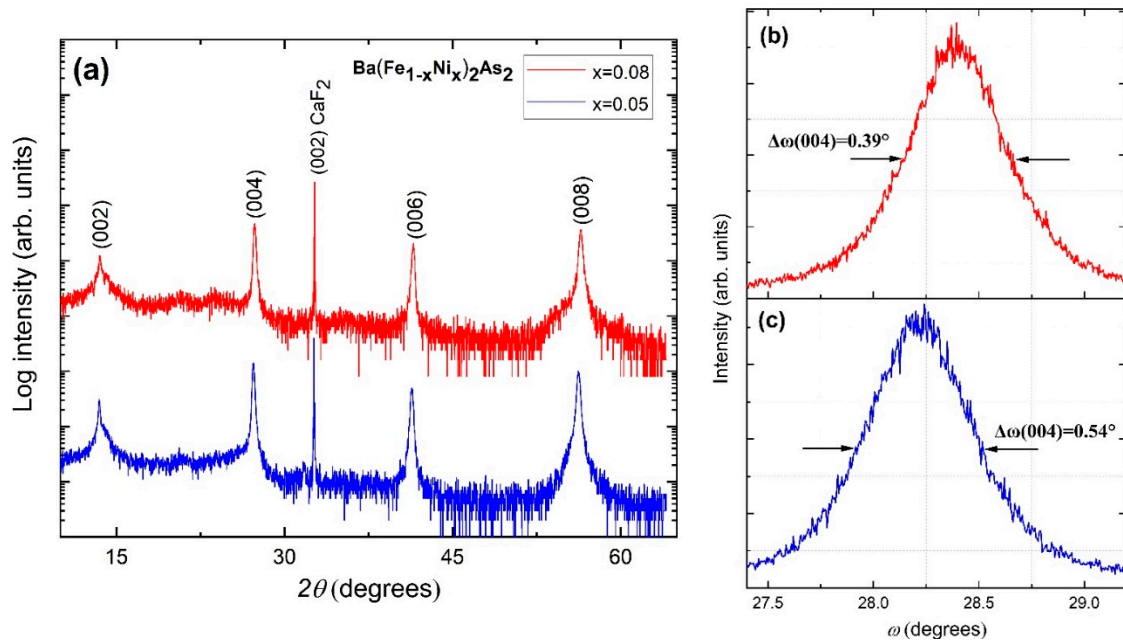 (a)
Ba(Fe1-xNix)2As2
x=0.08
x=0.05
(002)
(004)
(002) CaF2
(006)
(008)
Log intensity (arb. units)
15
30
45
60
2θ (degrees)
(b)
Δω(004)=0.39°
Intensity (arb. units)
(c)
Δω(004)=0.54°
27.5
28.0
28.5
29.0
ω (degrees)